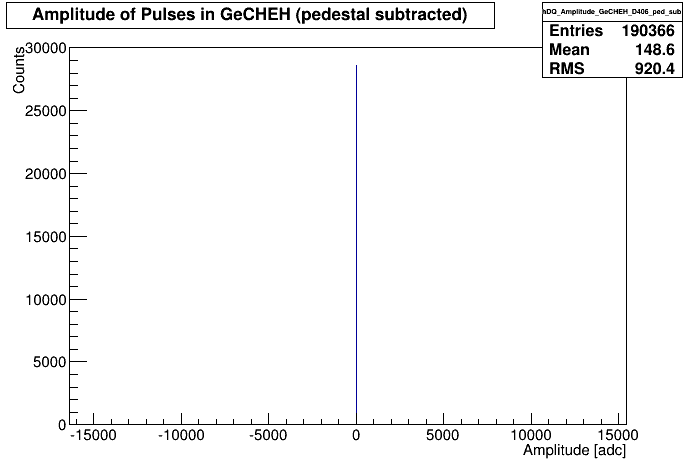 Amplitude of Pulses in GeCHEH (pedestal subtracted)
hDQ_Amplitude_GeCHEH_D406_ped_sub
Entries 190366
Mean 148.6
RMS 920.4
Counts
30000
25000
20000
15000
10000
5000
0
-15000 -10000 -5000 0 5000 10000 15000
Amplitude [adc]